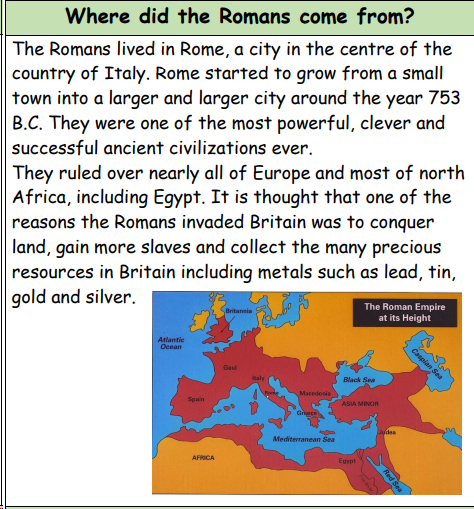 Where did the Romans come from?
The Romans lived in Rome, a city in the centre of the
country of Italy. Rome started to grow from a small
town into a larger and larger city around the year 753
B.C. They were one of the most powerful, clever and
successful ancient civilizations ever.
They ruled over nearly all of Europe and most of north
Africa, including Egypt. It is thought that one of the
reasons the Romans invaded Britain was to conquer
land, gain more slaves and collect the many precious
resources in Britain including metals such as lead, tin,
gold and silver.
The Roman Empire
at its Height
Britannia
Atlantic
Ocean
Caspian Sea
Gaul
Italy
Black Sea
Spain
Rome
Macedonia
ASIA MINOR
Greece
Mediterranean Sea
Judea
AFRICA
Egypt
Red Sea